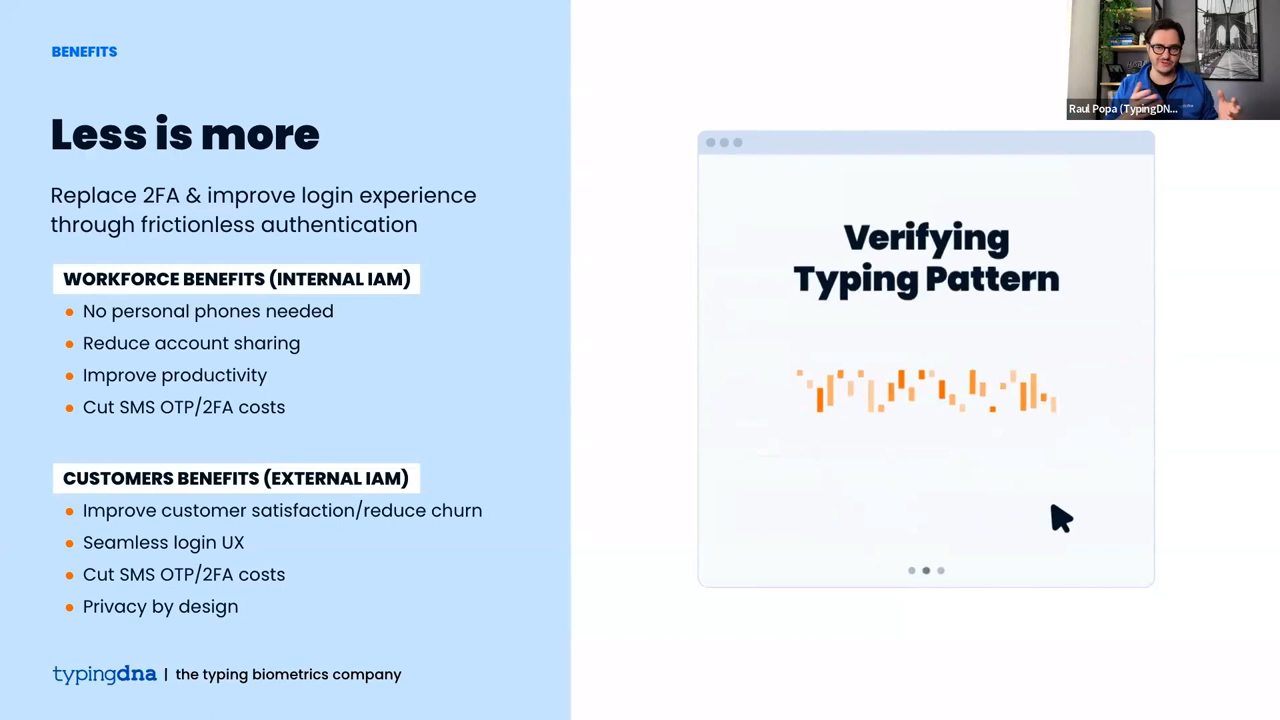 BENEFITS
Less is more
Replace 2FA & improve login experience
through frictionless authentication
WORKFORCE BENEFITS (INTERNAL IAM)
No personal phones needed
Reduce account sharing
Improve productivity
Cut SMS OTP/2FA costs
CUSTOMERS BENEFITS (EXTERNAL IAM)
Improve customer satisfaction/reduce churn
Seamless login UX
Cut SMS OTP/2FA costs
Privacy by design
typingdna | the typing biometrics company
Verifying
Typing Pattern
Raul Popa (TypingDN...